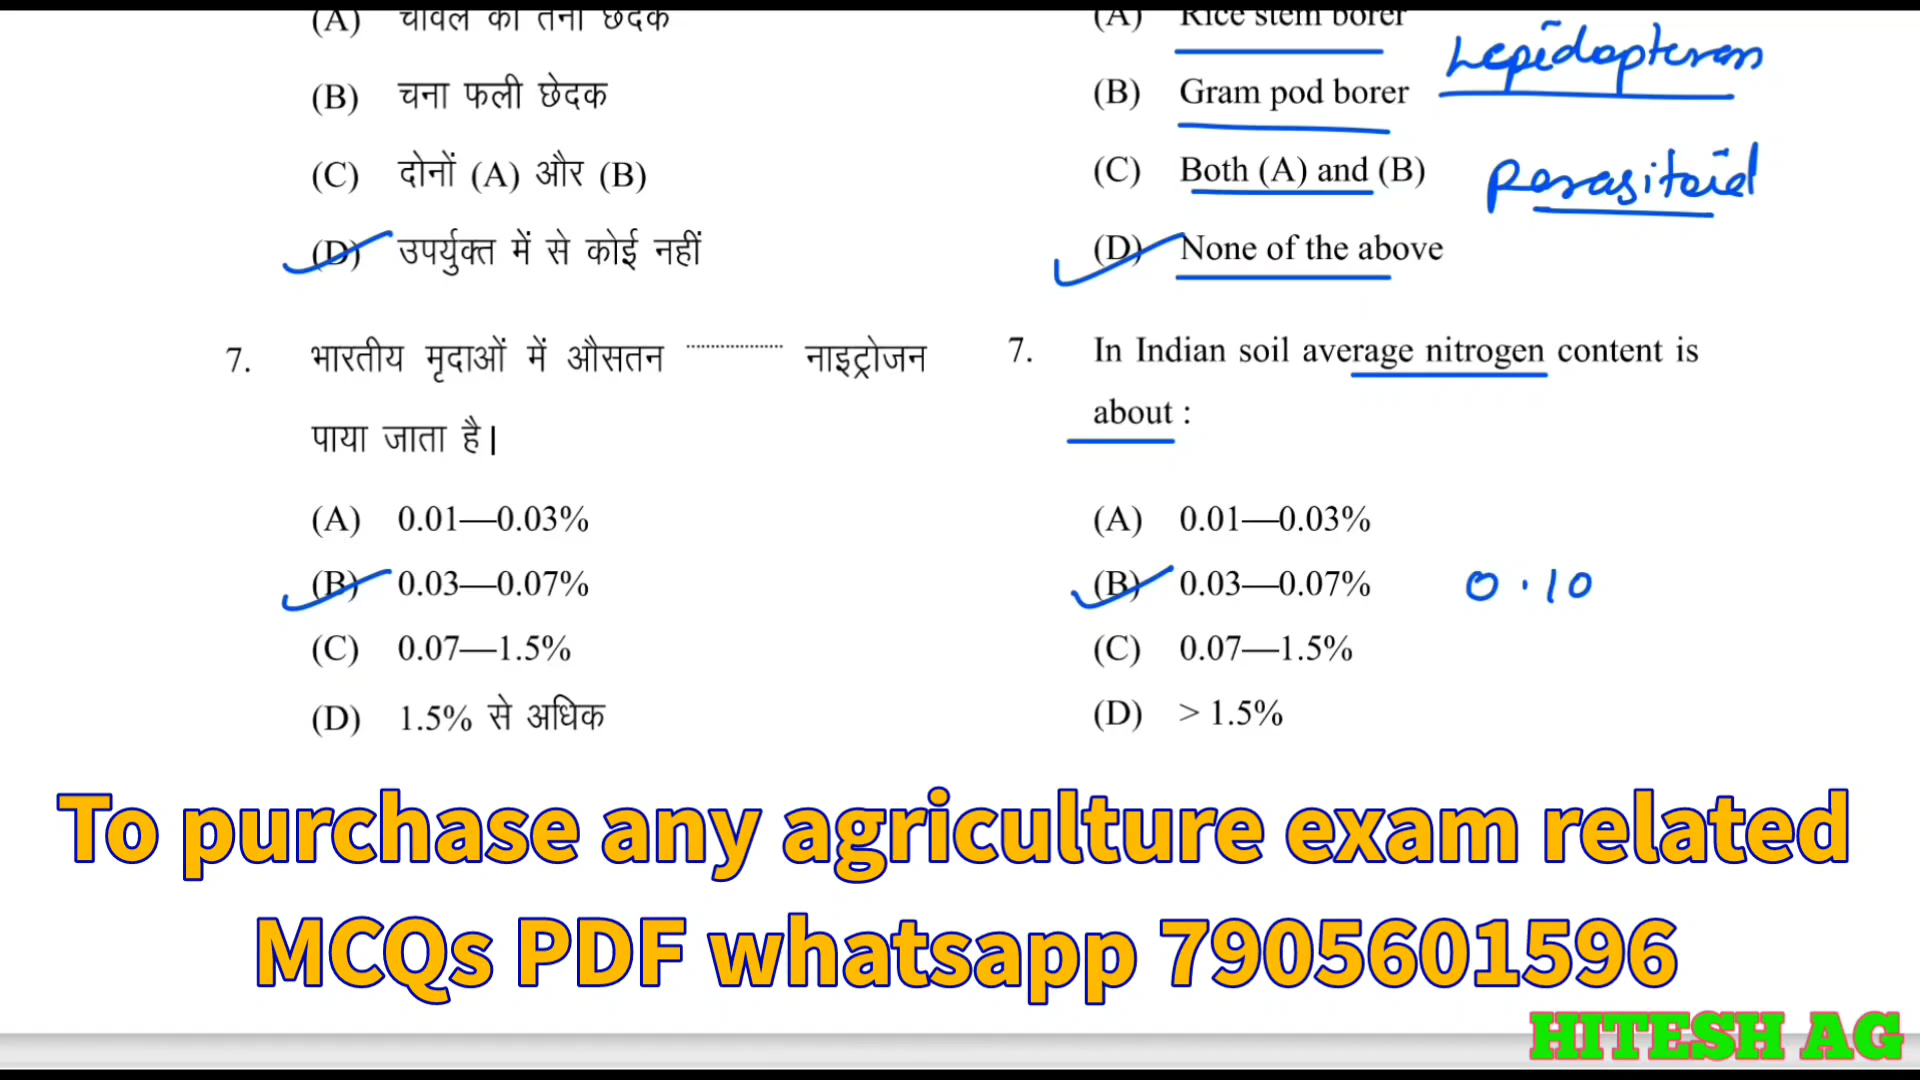 (A) चावल का तना छेदक
(B) चना फली छेदक
(C) दोनों (A) और (B)
(D) उपर्युक्त में से कोई नहीं
7. भारतीय मृदाओं में औसतन .................. नाइट्रोजन
पाया जाता है।
(A) 0.01—0.03%
(B) 0.03—0.07%
(C) 0.07—1.5%
(D) 1.5% से अधिक
(A) Rice stem borer
(B) Gram pod borer
(C) Both (A) and (B)
(D) None of the above
Lepidopteran
Parasitoid
7. In Indian soil average nitrogen content is
about :
(A) 0.01—0.03%
(B) 0.03—0.07%
0.10
(C) 0.07—1.5%
(D) > 1.5%
To purchase any agriculture exam related
MCQs PDF whatsapp 7905601596
HITESH AG